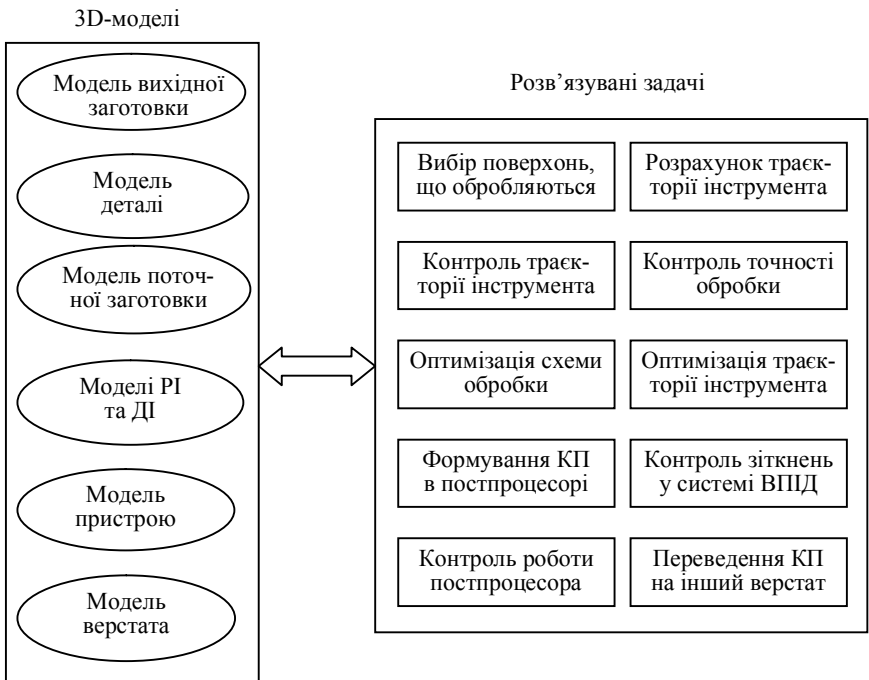 3D-моделі
Модель вихідної
заготовки
Модель
деталі
Модель поточ-
ної заготовки
Моделі РІ
та ДІ
Модель
пристрою
Модель
верстата
Розв’язувані задачі
Вибір поверхонь,
що обробляються
Розрахунок траєк-
торії інструмента
Контроль траєк-
торії інструмента
Контроль точності
обробки
Оптимізація схеми
обробки
Оптимізація траєк-
торії інструмента
Формування КП
в постпроцесорі
Контроль зіткнень
у системі ВПІД
Контроль роботи
постпроцесора
Переведення КП
на інший верстат